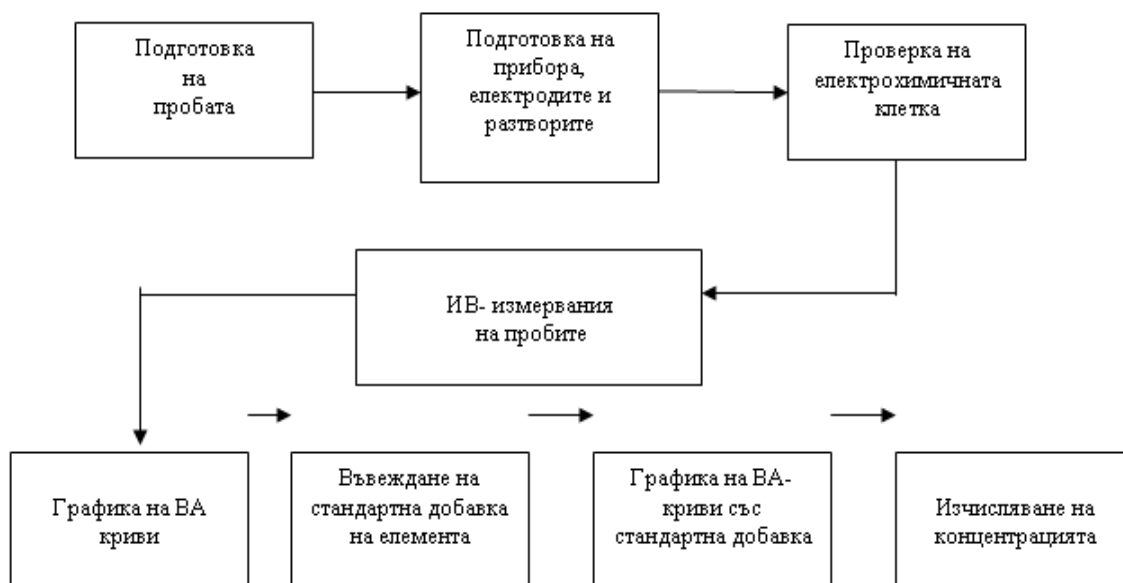 Подготовка
на
пробата
Подготовка на
прибора,
електродите и
разтворите
Проверка на
електрохимичната
клетка
ИВ- измервания
на пробите
Графика на ВА
криви
Въвеждане на
стандартна добавка
на елемента
Графика на ВА-
криви със
стандартна добавка
Изчисляване на
концентрацията